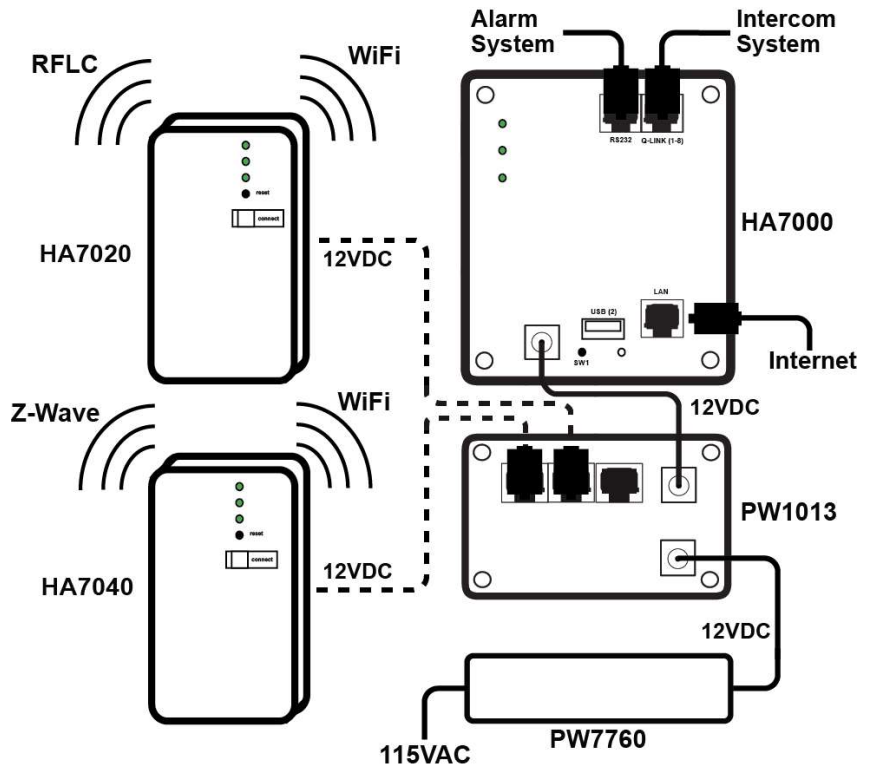 Alarm
System
Intercom
System
RFLC
WiFi
RS232
Q-LINK (1-8)
reset
connect
HA7020
12VDC
HA7000
LAN
USB (2)
SW1
Internet
Z-Wave
WiFi
12VDC
reset
connect
HA7040
12VDC
PW1013
12VDC
PW7760
115VAC